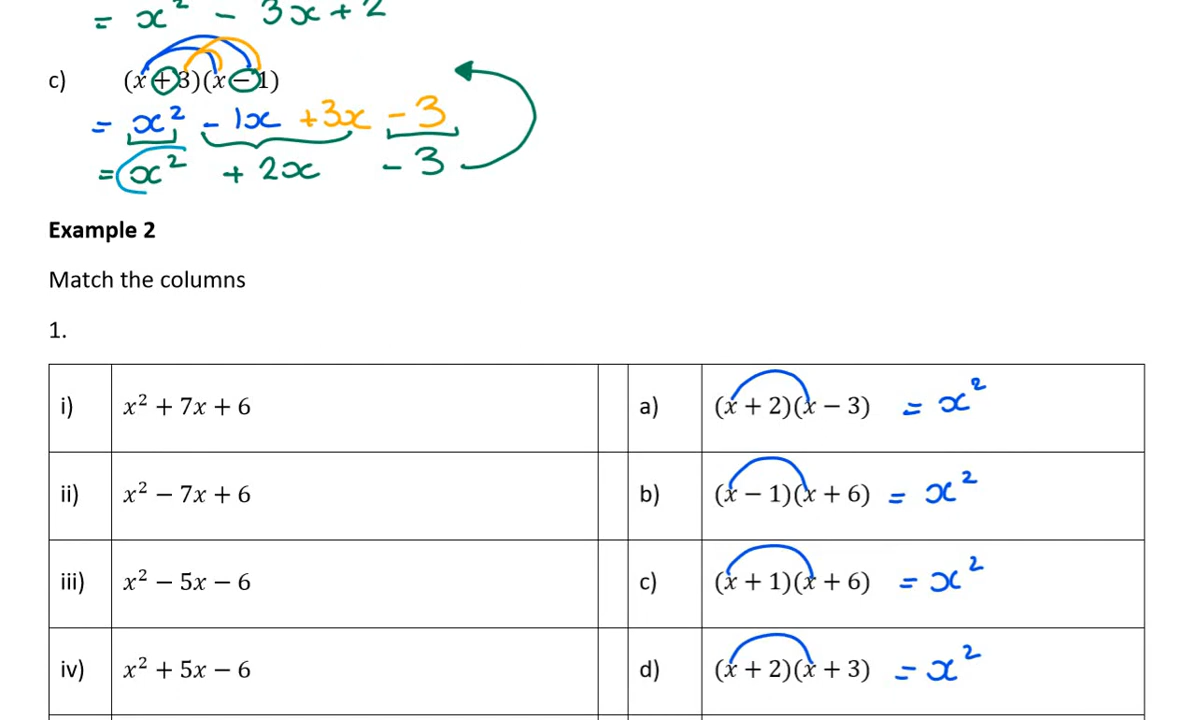 = x² - 3x + 2
c) (x + 3)(x − 1)
= x² - 1x + 3x - 3
= x² + 2x - 3
Example 2
Match the columns
1.
i) x² + 7x + 6 a) (x + 2)(x − 3) = x²
ii) x² − 7x + 6 b) (x − 1)(x + 6) = x²
iii) x² − 5x − 6 c) (x + 1)(x + 6) = x²
iv) x² + 5x − 6 d) (x + 2)(x + 3) = x²